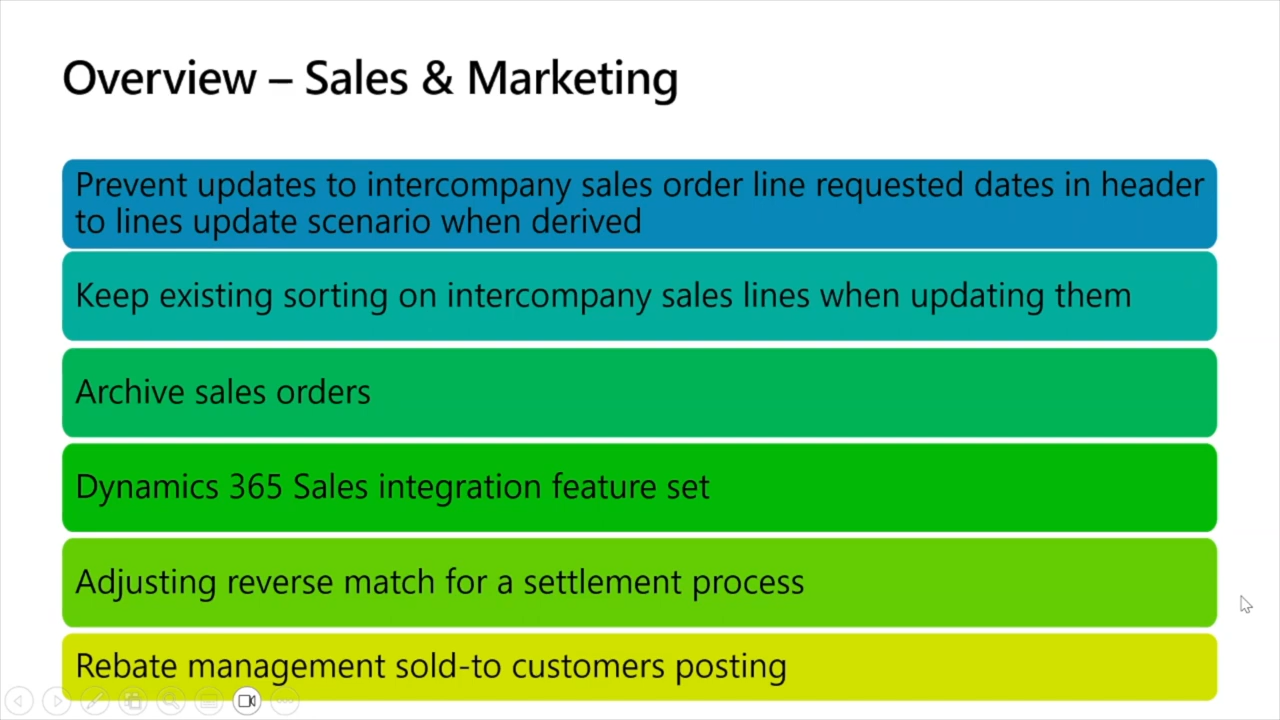 Overview – Sales & Marketing
Prevent updates to intercompany sales order line requested dates in header
to lines update scenario when derived
Keep existing sorting on intercompany sales lines when updating them
Archive sales orders
Dynamics 365 Sales integration feature set
Adjusting reverse match for a settlement process
Rebate management sold-to customers posting